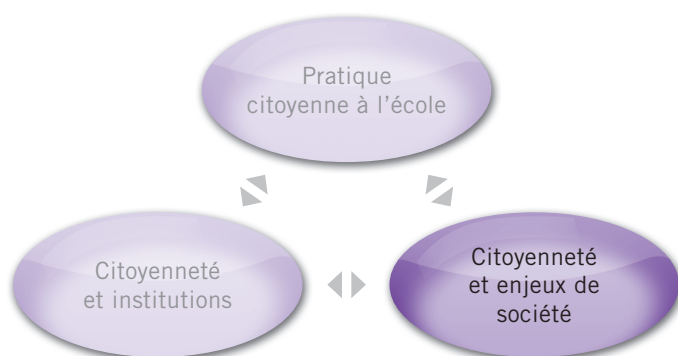 Pratique
citoyenne à l’école
Citoyenneté
et institutions
Citoyenneté
et enjeux de
société